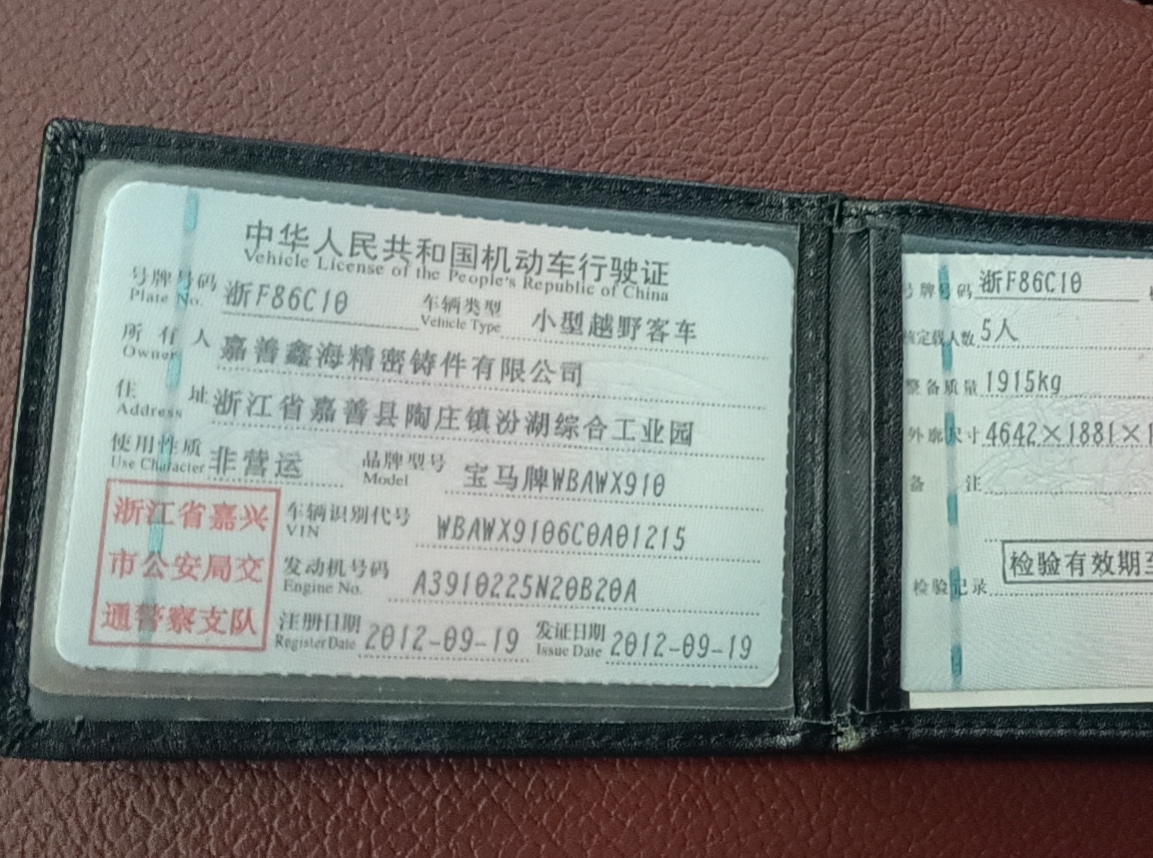 中华人民共和国机动车行驶证
Vehicle License of the People's Republic of China
号牌号码 浙F86C10 车辆类型 小型越野客车
Plate No. Vehicle Type
所有人 嘉善鑫海精密铸件有限公司
Owner
住址 浙江省嘉善县陶庄镇汾湖综合工业园
Address
使用性质 非营运 品牌型号 宝马牌WBAWX910
Use Character Model
浙江省嘉兴
市公安局交
通警察支队
车辆识别代号 WBAWX9106C0A01215
VIN
发动机号码 A3910225N20B20A
Engine No.
注册日期 2012-09-19 发证日期 2012-09-19
Register Date Issue Date
号牌号码 浙F86C10
核定载人数 5人
整备质量 1915kg
外廓尺寸 4642×1881×1
备注
检验有效期至
检验记录